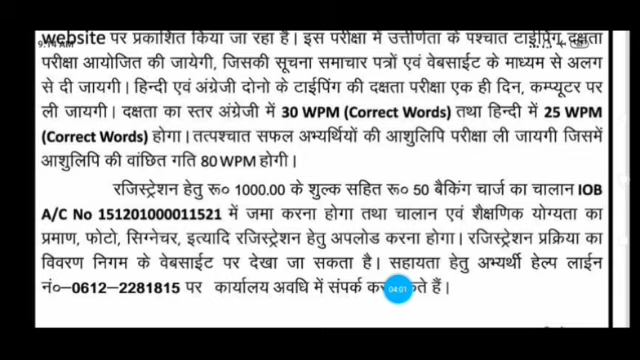 website पर प्रकाशित किया जा रहा है। इस परीक्षा में उत्तीर्णता के पश्चात टाईपिंग दक्षता
9:14 AM
परीक्षा आयोजित की जायेगी, जिसकी सूचना समाचार पत्रों एवं वेबसाईट के माध्यम से अलग
से दी जायगी। हिन्दी एवं अंग्रेजी दोनो के टाईपिंग की दक्षता परीक्षा एक ही दिन, कम्प्यूटर पर
ली जायगी। दक्षता का स्तर अंग्रेजी में 30 WPM (Correct Words) तथा हिन्दी में 25 WPM
(Correct Words) होगा। तत्पश्चात सफल अभ्यर्थियों की आशुलिपि परीक्षा ली जायगी जिसमें
आशुलिपि की वांछित गति 80 WPM होगी।
रजिस्ट्रेशन हेतु रू० 1000.00 के शुल्क सहित रू० 50 बैकिंग चार्ज का चालान IOB
A/C No 151201000011521 में जमा करना होगा तथा चालान एवं शैक्षणिक योग्यता का
प्रमाण, फोटो, सिग्नेचर, इत्यादि रजिस्ट्रेशन हेतु अपलोड करना होगा। रजिस्ट्रेशन प्रक्रिया का
विवरण निगम के वेबसाईट पर देखा जा सकता है। सहायता हेतु अभ्यर्थी हेल्प लाईन
नं०–0612–2281815 पर कार्यालय अवधि में संपर्क कर 04:01 ते हैं।